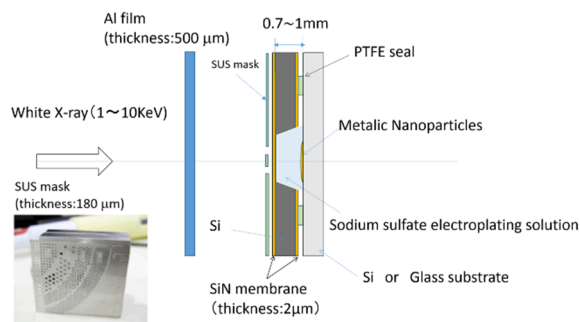 Al film
(thickness:500 μm)
0.7~1mm
SUS mask
PTFE seal
White X-ray(1～10KeV)
Metalic Nanoparticles
SUS mask
(thickness:180 μm)
Si
Sodium sulfate electroplating solution
Si or Glass substrate
SiN membrane
(thickness:2μm)